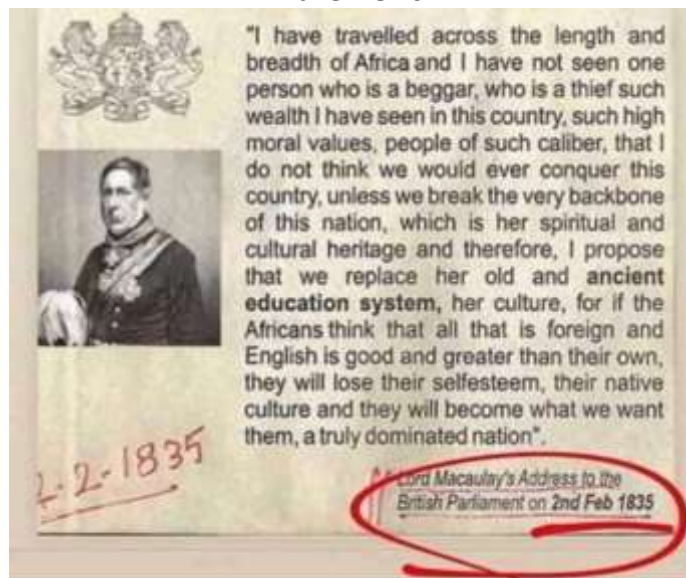 "I have travelled across the length and
breadth of Africa and I have not seen one
person who is a beggar, who is a thief such
wealth I have seen in this country, such high
moral values, people of such caliber, that I
do not think we would ever conquer this
country, unless we break the very backbone
of this nation, which is her spiritual and
cultural heritage and therefore, I propose
that we replace her old and ancient
education system, her culture, for if the
Africans think that all that is foreign and
English is good and greater than their own,
they will lose their selfesteem, their native
culture and they will become what we want
them, a truly dominated nation".
2-2-1835
Lord Macaulay's Address to the
British Parliament on 2nd Feb 1835